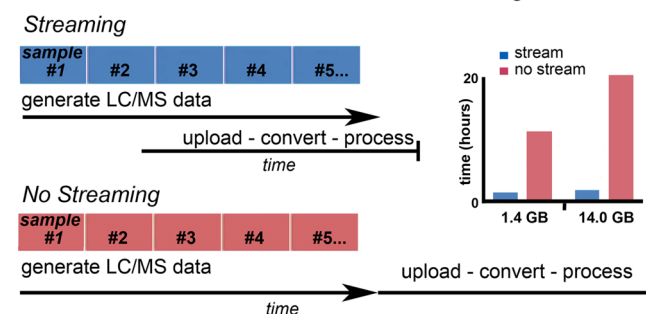 Streaming
sample
#1 #2 #3 #4 #5...
generate LC/MS data
upload - convert - process
time
No Streaming
sample
#1 #2 #3 #4 #5...
generate LC/MS data
upload - convert - process
time
stream
no stream
20
time (hours)
0
1.4 GB 14.0 GB